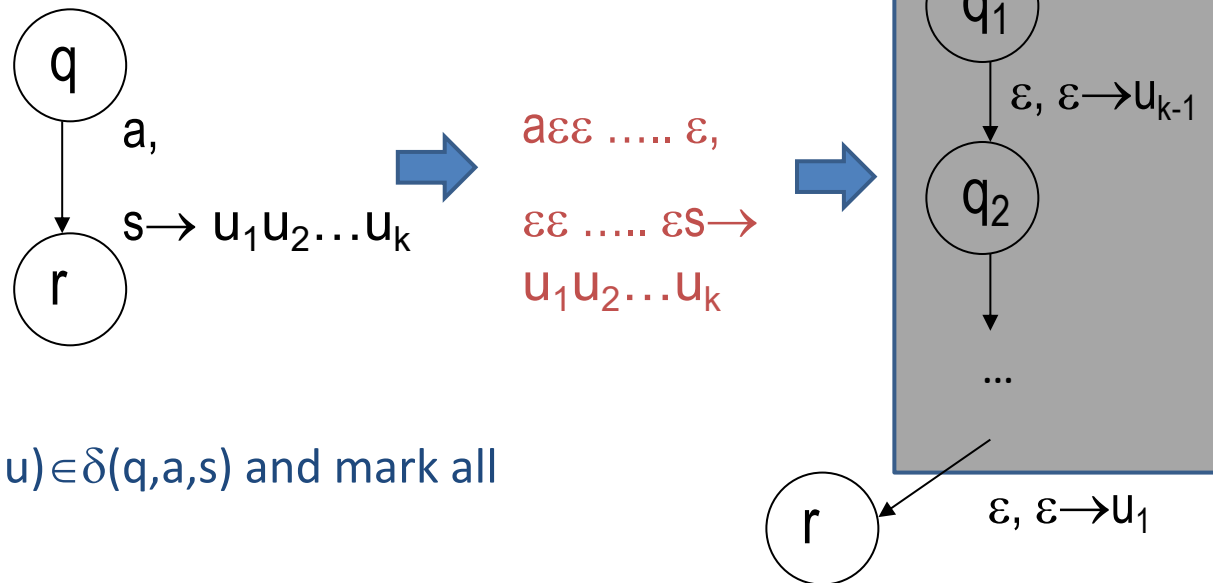 q
a,
s→ u₁u₂…uₖ
r
aεε ….. ε,
εε ….. εs→
u₁u₂…uₖ
q₁
ε, ε→uₖ₋₁
q₂
...
ε, ε→u₁
r
u)∈δ(q,a,s) and mark all